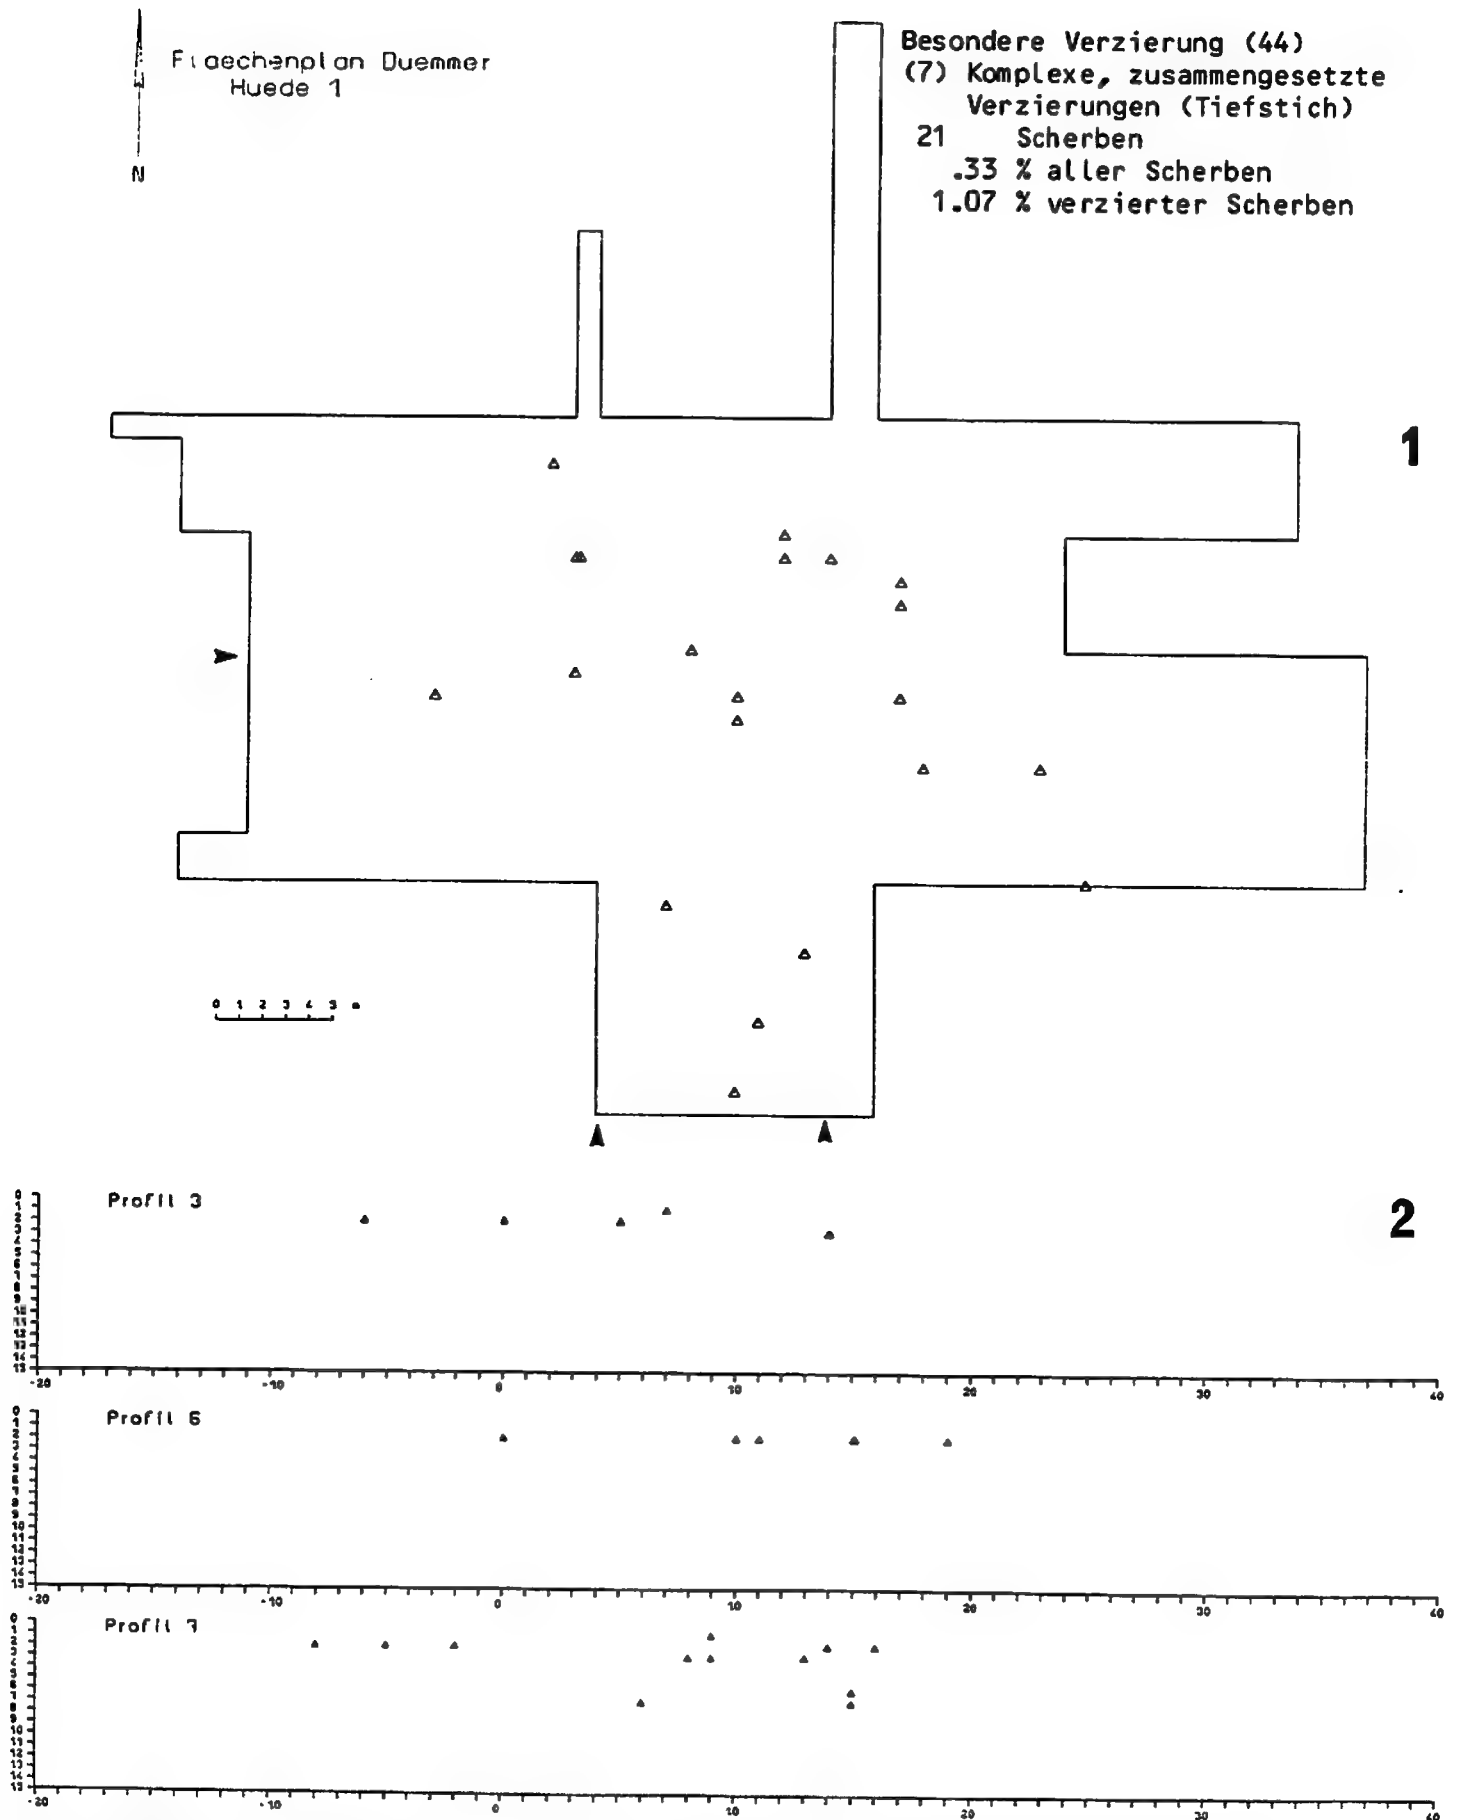 Flaechenplan Duemmer
Huede 1
N
Besondere Verzierung (44)
(7) Komplexe, zusammengesetzte
Verzierungen (Tiefstich)
21 Scherben
.33 % aller Scherben
1.07 % verzierter Scherben
1
0 1 2 3 4 5 m
Profil 3
2
-20 -10 0 10 20 30 40
Profil 6
-20 -10 0 10 20 30 40
Profil 7
-20 -10 0 10 20 30 40